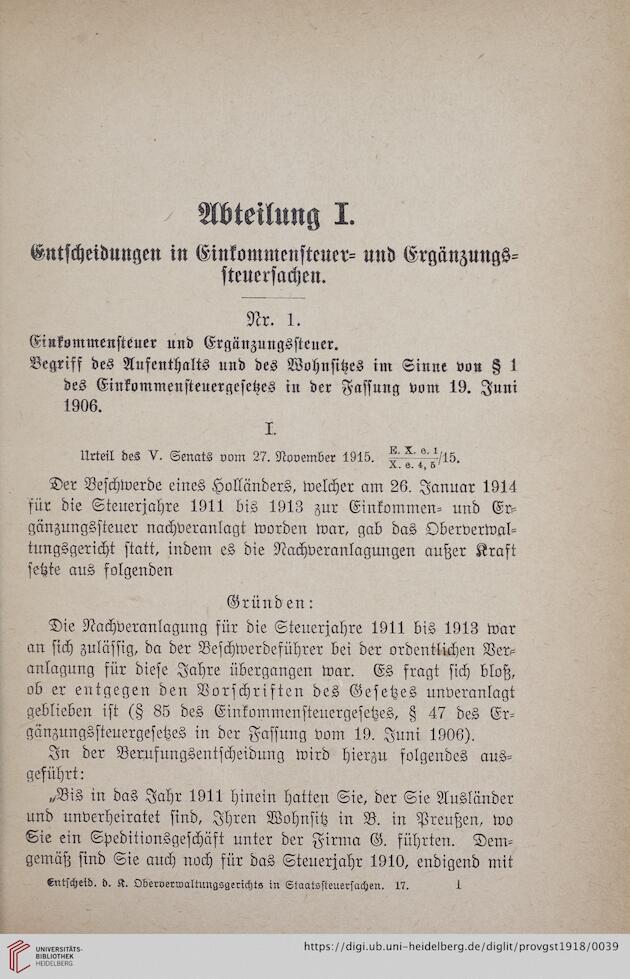 Abteilung I.
Entscheidungen in Einkommensteuer= und Ergänzungs=
steuersachen.
Nr. 1.
Einkommensteuer und Ergänzungssteuer.
Begriff des Aufenthalts und des Wohnsitzes im Sinne von § 1
des Einkommensteuergesetzes in der Fassung vom 19. Juni
1906.
I.
Urteil des V. Senats vom 27. November 1915. E. X. e. 1/X. e. 4, 5/15.
Der Beschwerde eines Holländers, welcher am 26. Januar 1914
für die Steuerjahre 1911 bis 1913 zur Einkommen= und Er=
gänzungssteuer nachveranlagt worden war, gab das Oberverwal=
tungsgericht statt, indem es die Nachveranlagungen außer Kraft
setzte aus folgenden
Gründen:
Die Nachveranlagung für die Steuerjahre 1911 bis 1913 war
an sich zulässig, da der Beschwerdeführer bei der ordentlichen Ver=
anlagung für diese Jahre übergangen war. Es fragt sich bloß,
ob er entgegen den Vorschriften des Gesetzes unveranlagt
geblieben ist (§ 85 des Einkommensteuergesetzes, § 47 des Er=
gänzungssteuergesetzes in der Fassung vom 19. Juni 1906).
In der Berufungsentscheidung wird hierzu folgendes aus=
geführt:
„Bis in das Jahr 1911 hinein hatten Sie, der Sie Ausländer
und unverheiratet sind, Ihren Wohnsitz in B. in Preußen, wo
Sie ein Speditionsgeschäft unter der Firma G. führten. Dem=
gemäß sind Sie auch noch für das Steuerjahr 1910, endigend mit
Entscheid. d. K. Oberverwaltungsgerichts in Staatssteuersachen. 17. 1
UNIVERSITÄTS-
BIBLIOTHEK
HEIDELBERG
https://digi.ub.uni-heidelberg.de/diglit/provgst1918/0039